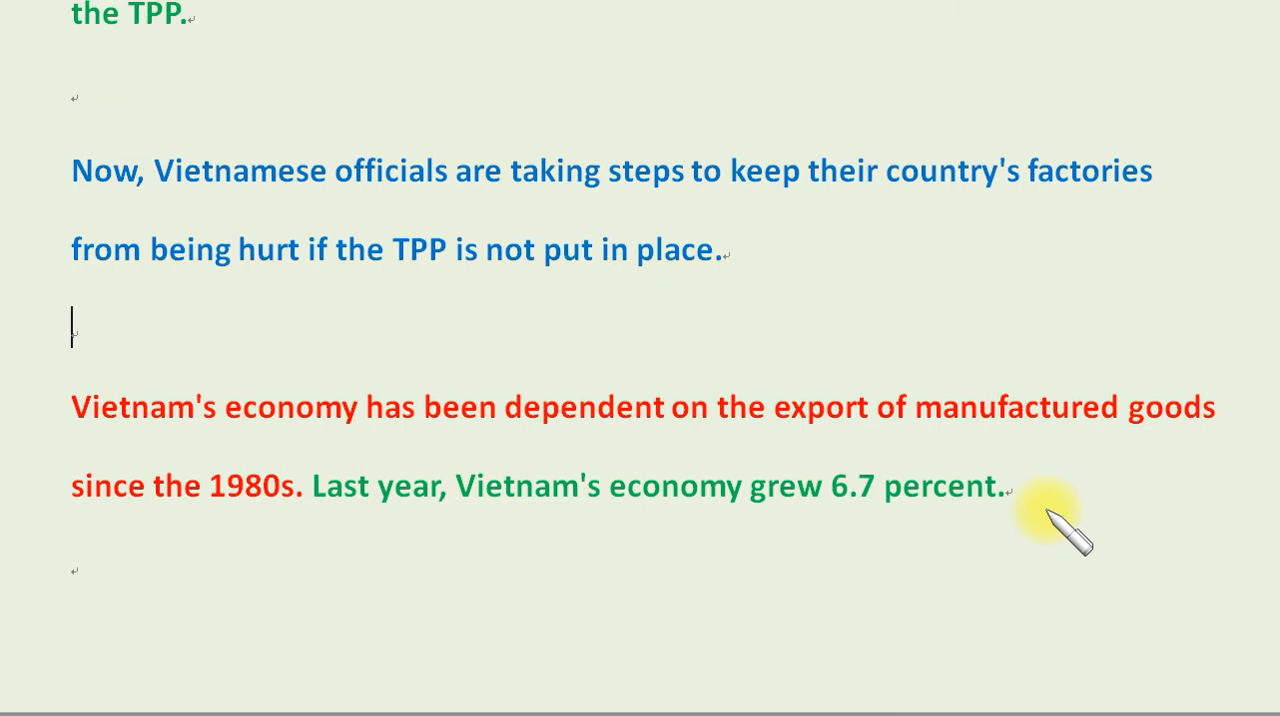 the TPP.
Now, Vietnamese officials are taking steps to keep their country's factories
from being hurt if the TPP is not put in place.
Vietnam's economy has been dependent on the export of manufactured goods
since the 1980s. Last year, Vietnam's economy grew 6.7 percent.